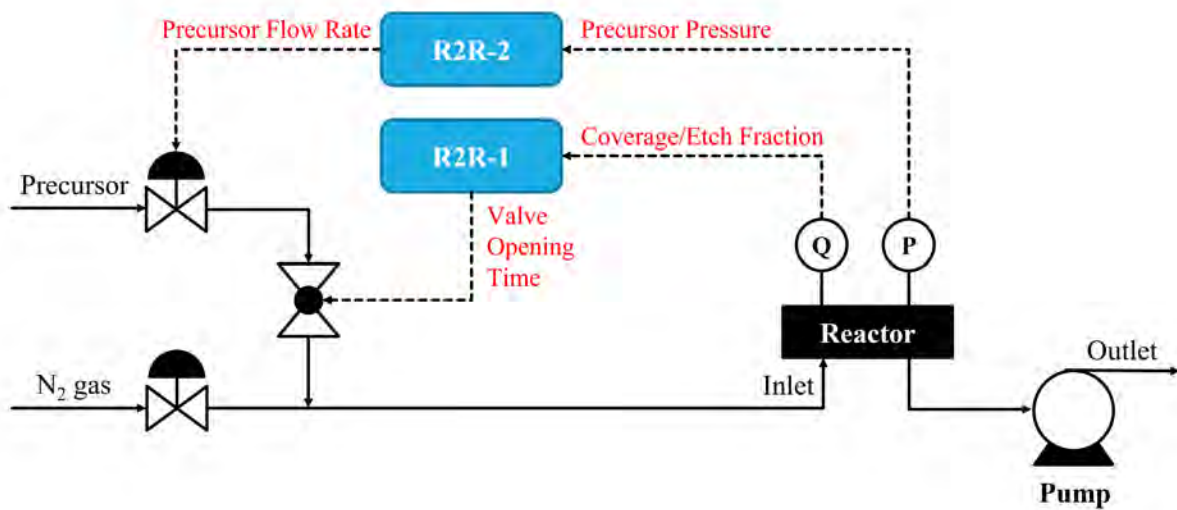 Precursor Flow Rate
R2R-2
Precursor Pressure
R2R-1
Coverage/Etch Fraction
Precursor
Valve
Opening
Time
Q
P
Reactor
N₂ gas
Inlet
Outlet
Pump